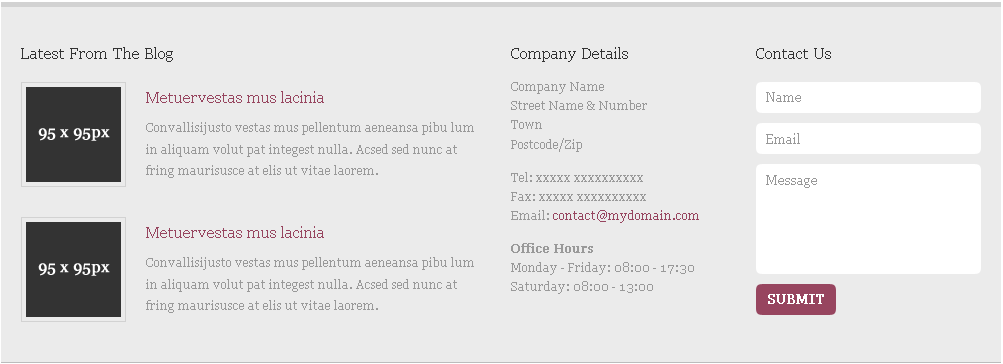 Latest From The Blog
95 x 95px
Metuervestas mus lacinia
Convallisijusto vestas mus pellentum aeneansa pibu lum
in aliquam volut pat integest nulla. Acsed sed nunc at
fring maurisusce at elis ut vitae laorem.
95 x 95px
Metuervestas mus lacinia
Convallisijusto vestas mus pellentum aeneansa pibu lum
in aliquam volut pat integest nulla. Acsed sed nunc at
fring maurisusce at elis ut vitae laorem.
Company Details
Company Name
Street Name & Number
Town
Postcode/Zip
Tel: xxxxx xxxxxxxxxx
Fax: xxxxx xxxxxxxxxx
Email: contact@mydomain.com
Office Hours
Monday - Friday: 08:00 - 17:30
Saturday: 08:00 - 13:00
Contact Us
Name
Email
Message
SUBMIT